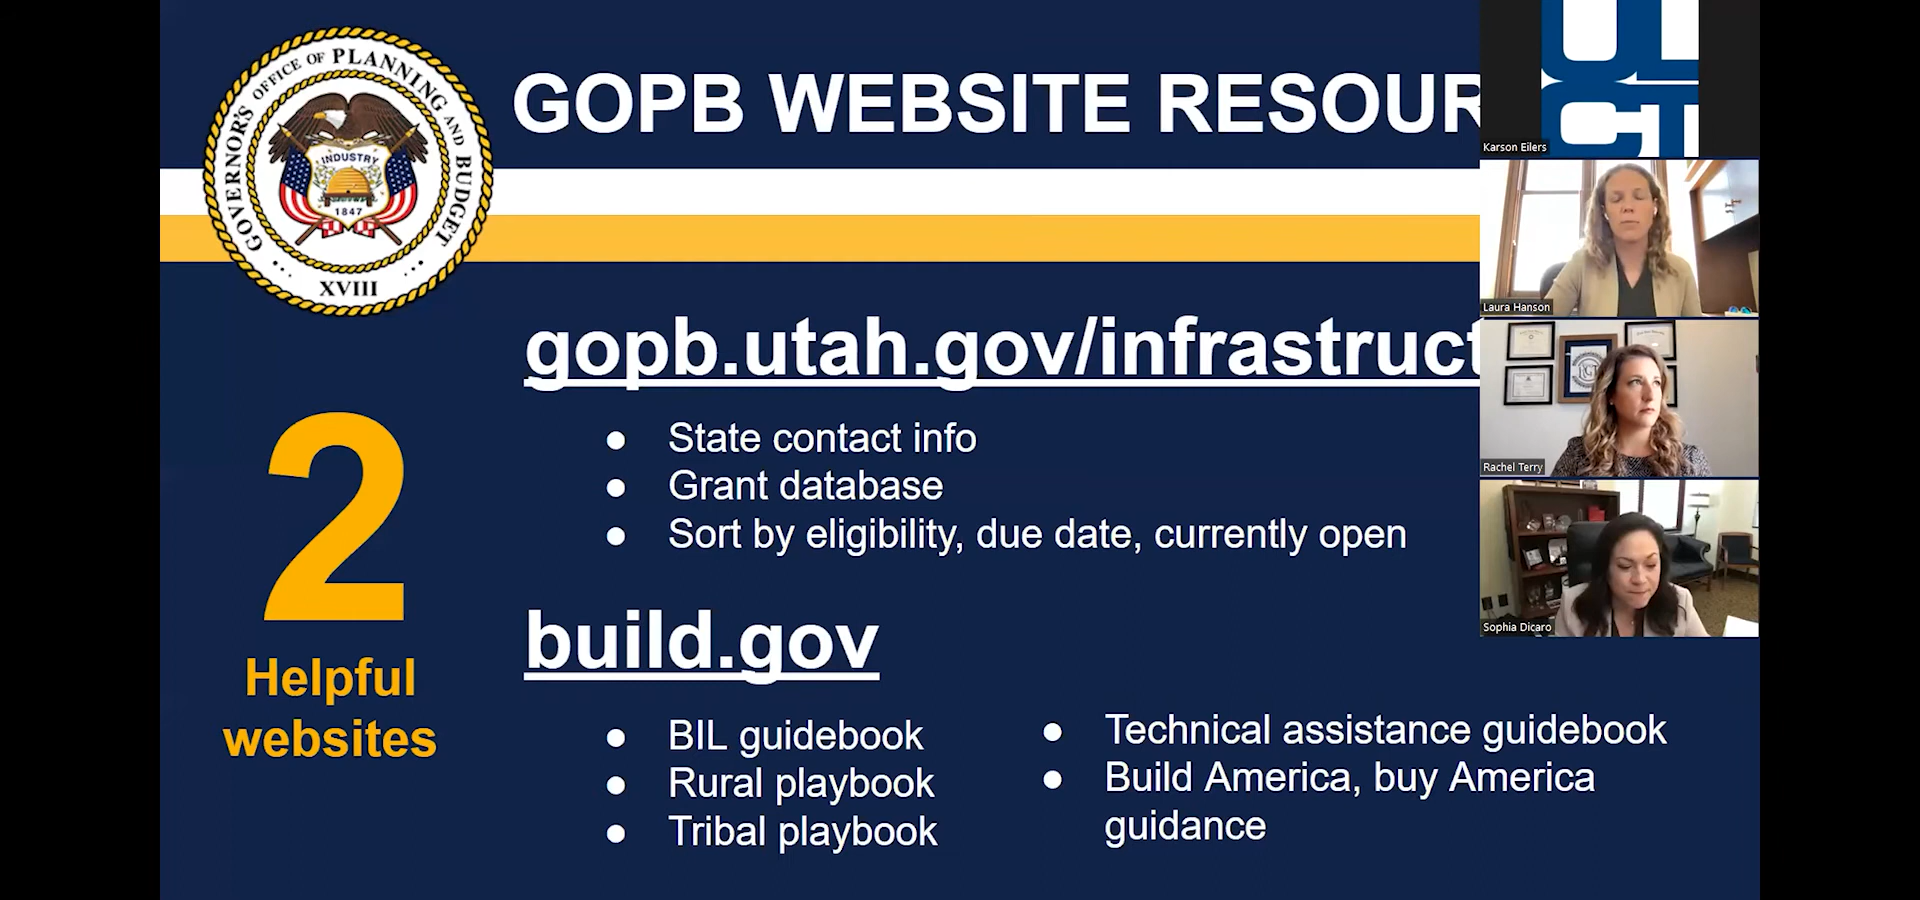 GOVERNOR'S OFFICE OF PLANNING AND BUDGET
INDUSTRY
1847
XVIII
GOPB WEBSITE RESOUR
gopb.utah.gov/infrastruct
● State contact info
● Grant database
● Sort by eligibility, due date, currently open
2
Helpful
websites
build.gov
● BIL guidebook
● Rural playbook
● Tribal playbook
● Technical assistance guidebook
● Build America, buy America
guidance
UL
CT
Karson Eilers
Laura Hanson
Rachel Terry
Sophia Dicaro